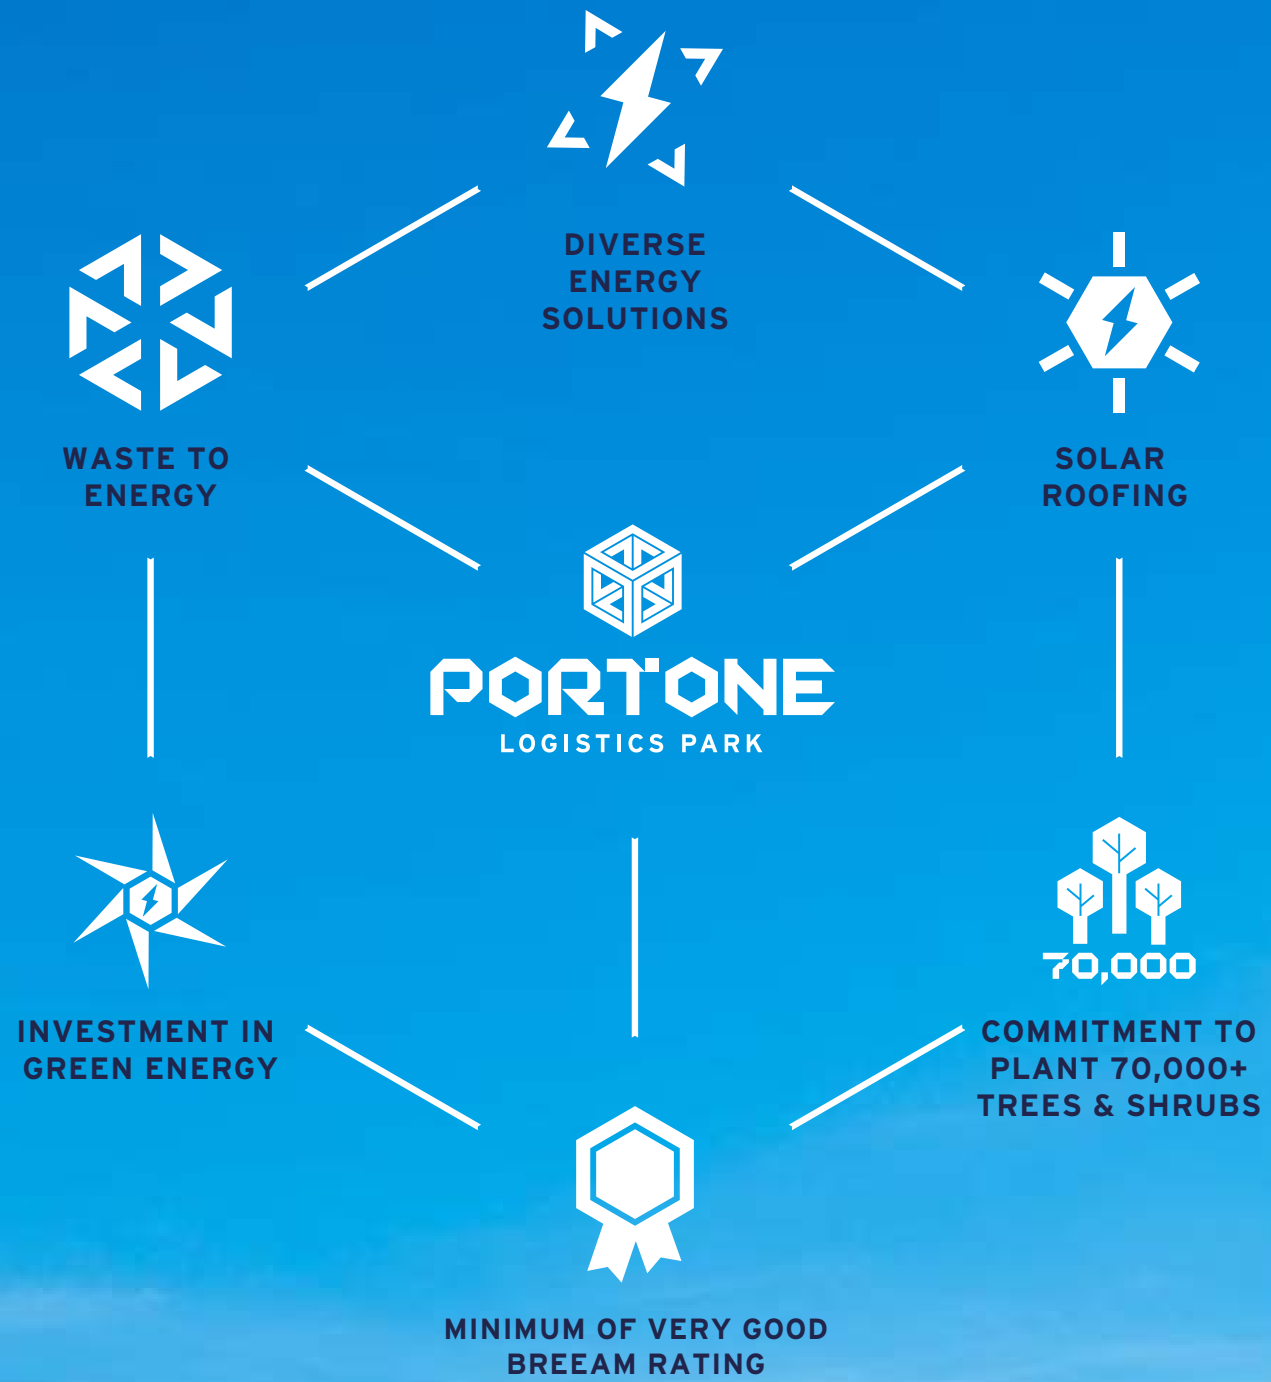 DIVERSE
ENERGY
SOLUTIONS
WASTE TO
ENERGY
SOLAR
ROOFING
PORTONE
LOGISTICS PARK
70,000
INVESTMENT IN
GREEN ENERGY
COMMITMENT TO
PLANT 70,000+
TREES & SHRUBS
MINIMUM OF VERY GOOD
BREEAM RATING